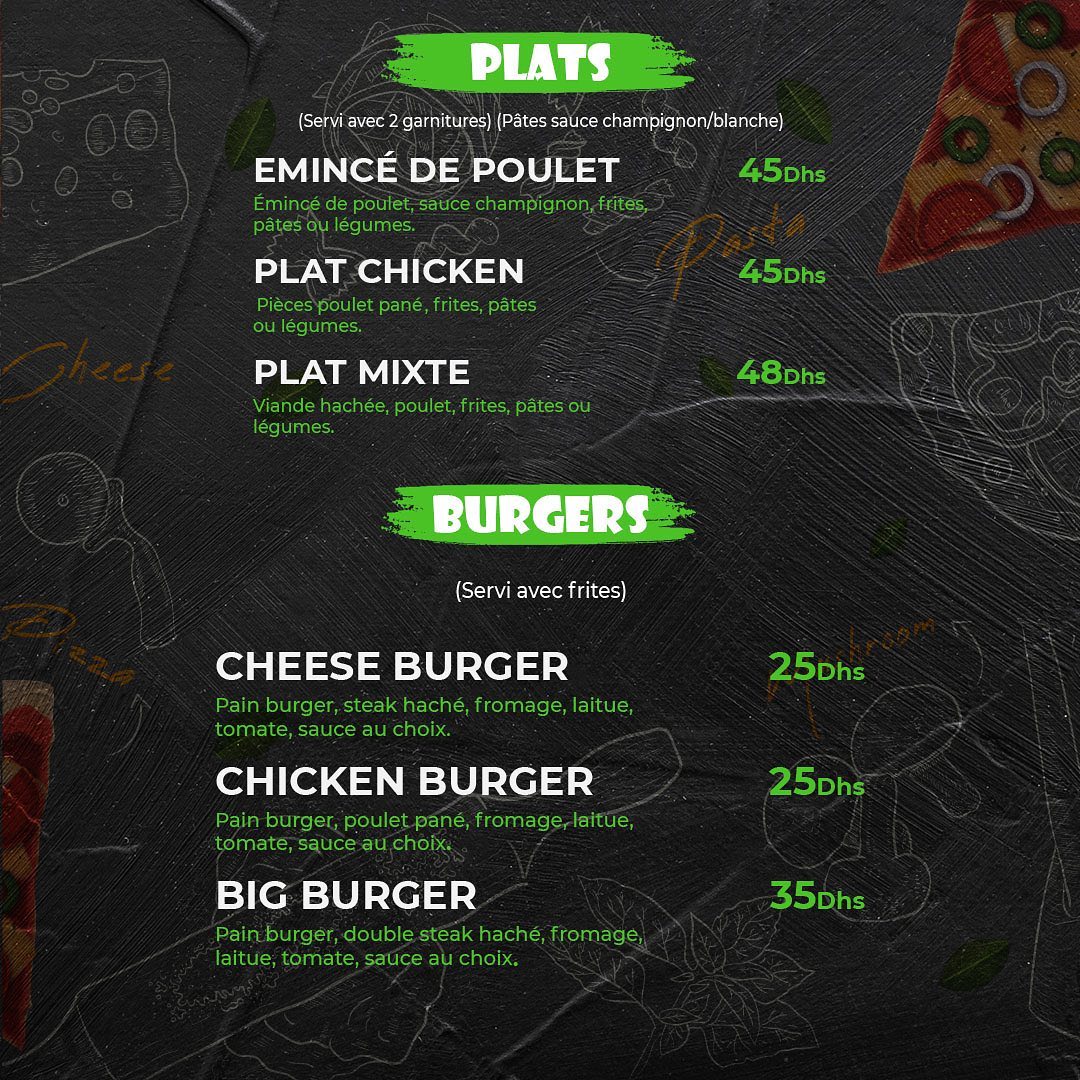 PLATS
(Servi avec 2 garnitures) (Pâtes sauce champignon/blanche)
EMINCÉ DE POULET 45Dhs
Émincé de poulet, sauce champignon, frites,
pâtes ou légumes.
Pasta
PLAT CHICKEN 45Dhs
Pièces poulet pané, frites, pâtes
ou légumes.
Cheese
PLAT MIXTE 48Dhs
Viande hachée, poulet, frites, pâtes ou
légumes.
BURGERS
(Servi avec frites)
Pizza
Mushroom
CHEESE BURGER 25Dhs
Pain burger, steak haché, fromage, laitue,
tomate, sauce au choix.
CHICKEN BURGER 25Dhs
Pain burger, poulet pané, fromage, laitue,
tomate, sauce au choix.
BIG BURGER 35Dhs
Pain burger, double steak haché, fromage,
laitue, tomate, sauce au choix.